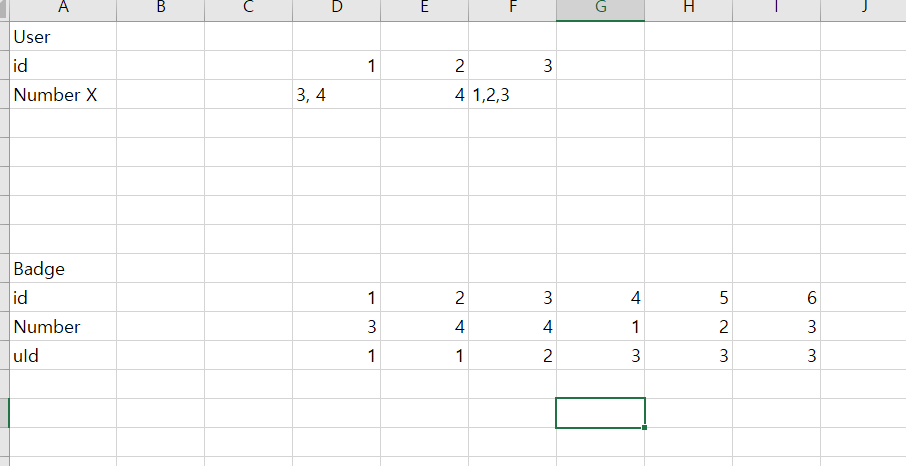 A B C D E F G H I J
User
id 1 2 3
Number X 3, 4 4 1,2,3
Badge
id 1 2 3 4 5 6
Number 3 4 4 1 2 3
uId 1 1 2 3 3 3